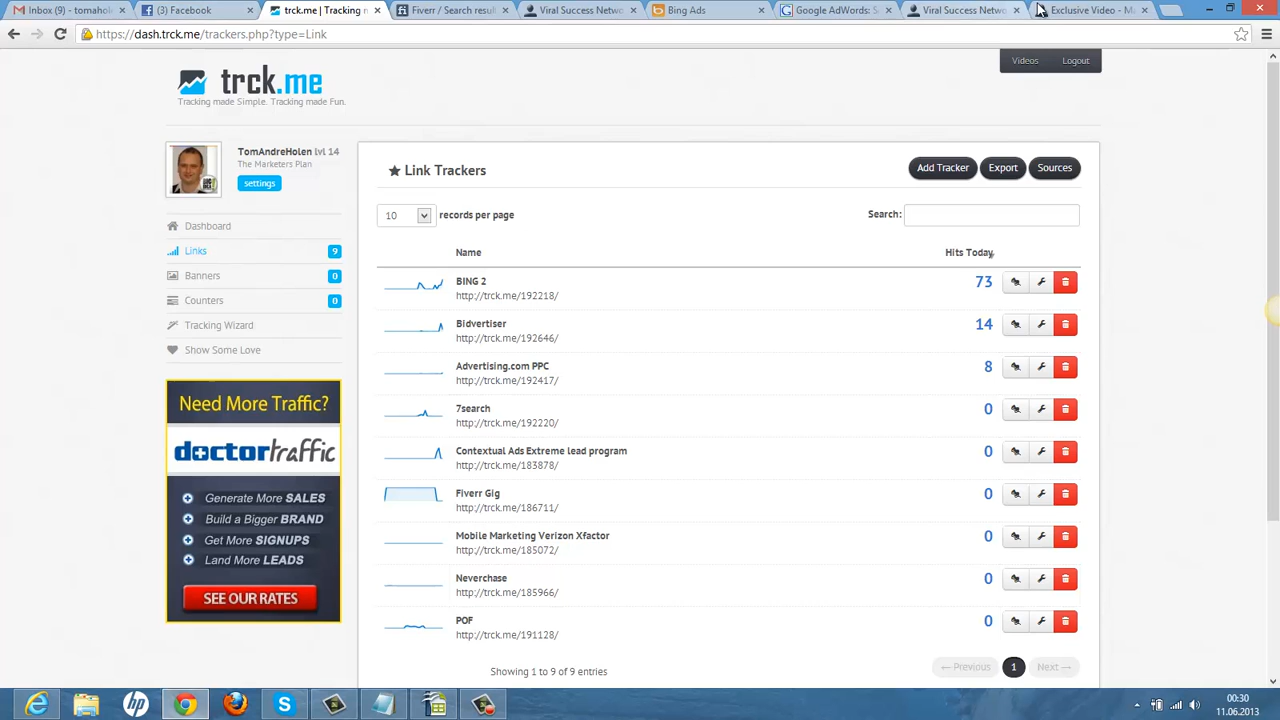 Inbox (9) - tomahole
(3) Facebook
trck.me | Tracking n
Fiverr / Search resul
Viral Success Netwo
Bing Ads
Google AdWords: S
Viral Success Netwo
Exclusive Video - M
https://dash.trck.me/trackers.php?type=Link
trck.me
Tracking made Simple. Tracking made Fun.
Videos
Logout
TomAndreHolen lvl 14
The Marketers Plan
settings
Dashboard
Links 9
Banners 0
Counters 0
Tracking Wizard
Show Some Love
Need More Traffic?
doctortraffic
Generate More SALES
Build a Bigger BRAND
Get More SIGNUPS
Land More LEADS
SEE OUR RATES
Link Trackers
Add Tracker
Export
Sources
10 records per page
Search:
Name Hits Today
BING 2 73
http://trck.me/192218/
Bidvertiser 14
http://trck.me/192646/
Advertising.com PPC 8
http://trck.me/192417/
7search 0
http://trck.me/192220/
Contextual Ads Extreme lead program 0
http://trck.me/183878/
Fiverr Gig 0
http://trck.me/186711/
Mobile Marketing Verizon Xfactor 0
http://trck.me/185072/
Neverchase 0
http://trck.me/185966/
POF 0
http://trck.me/191128/
Showing 1 to 9 of 9 entries
← Previous 1 Next →
00:30
11.06.2013